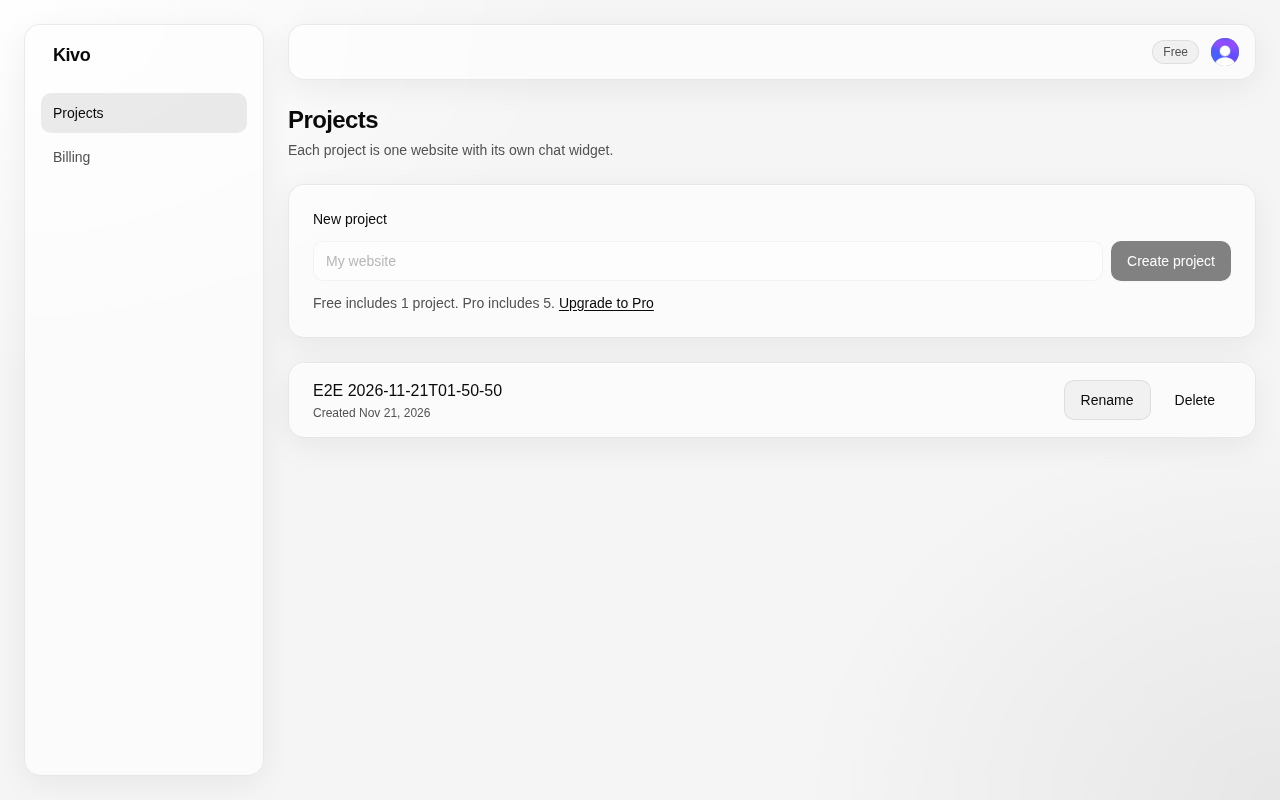 Kivo
Projects
Billing
Free
Projects
Each project is one website with its own chat widget.
New project
My website
Create project
Free includes 1 project. Pro includes 5. Upgrade to Pro
E2E 2026-11-21T01-50-50
Created Nov 21, 2026
Rename
Delete